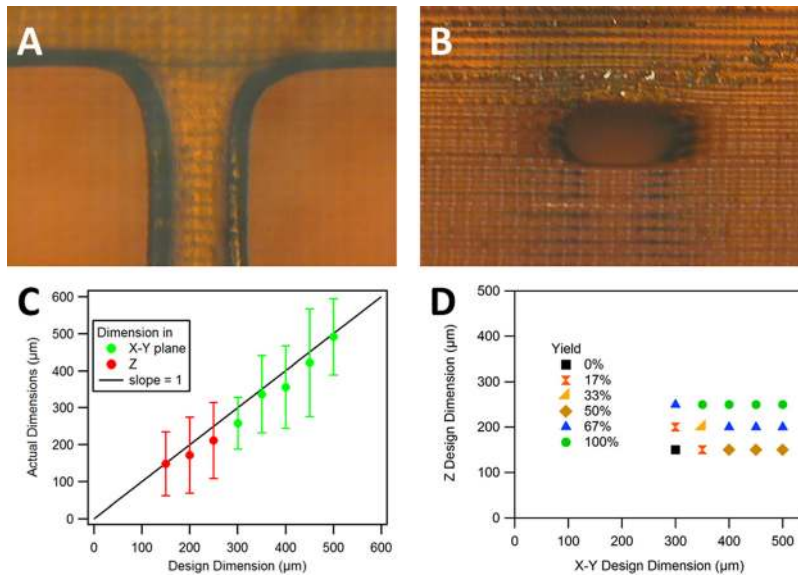 A
B
C
600
500
400
300
200
100
0
Actual Dimensions (µm)
Dimension in
X-Y plane
Z
slope = 1
0
100
200
300
400
500
600
Design Dimension (µm)
D
500
400
300
200
100
0
Z Design Dimension (µm)
Yield
0%
17%
33%
50%
67%
100%
0
100
200
300
400
500
X-Y Design Dimension (µm)